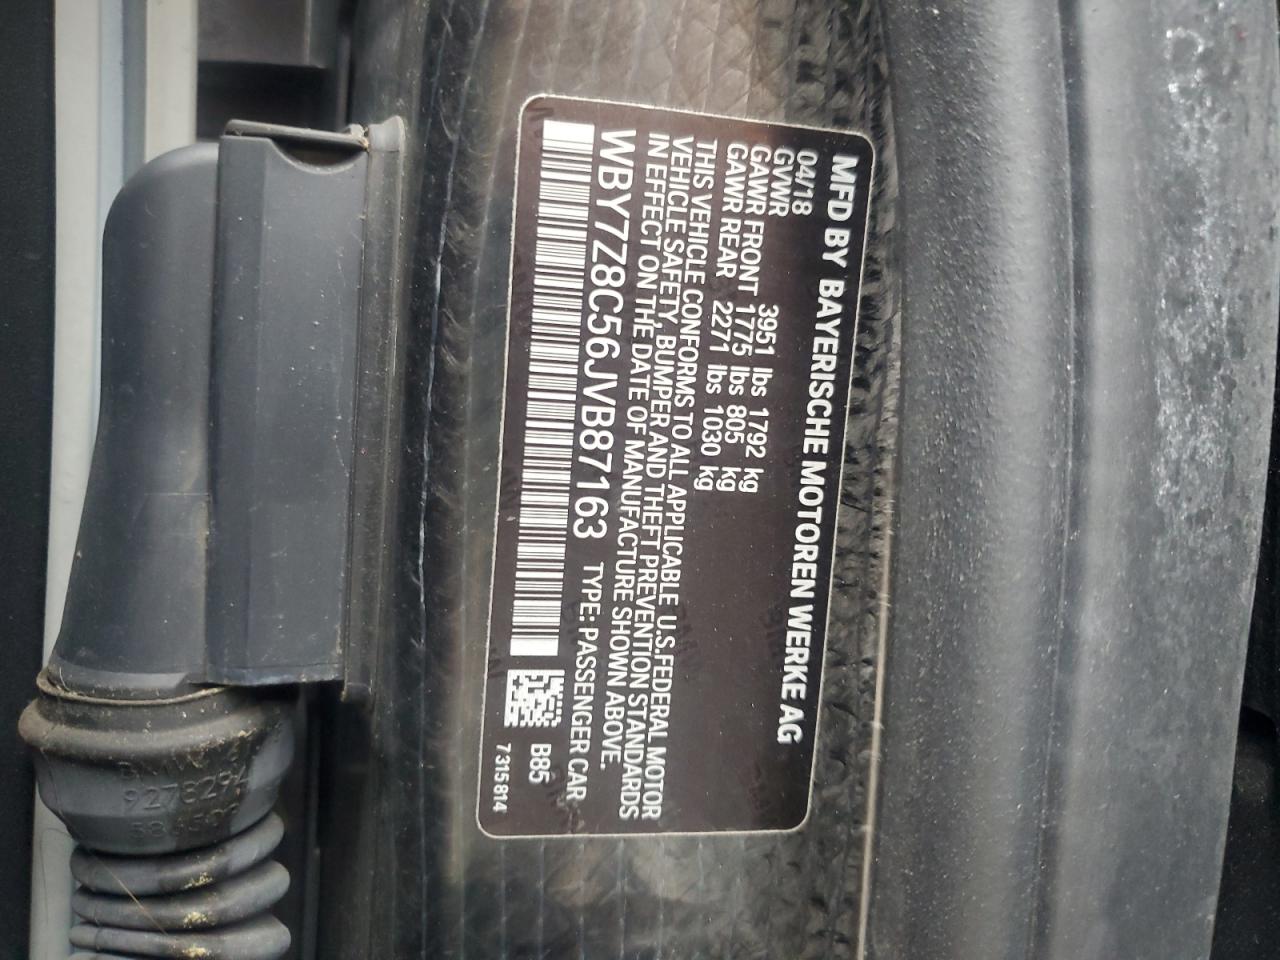 MFD BY BAYERISCHE MOTOREN WERKE AG
04/18
GVWR 3951 lbs 1792 kg
GAWR FRONT 1775 lbs 805 kg
GAWR REAR 2271 lbs 1030 kg
THIS VEHICLE CONFORMS TO ALL APPLICABLE U.S.FEDERAL MOTOR
VEHICLE SAFETY, BUMPER AND THEFT PREVENTION STANDARDS
IN EFFECT ON THE DATE OF MANUFACTURE SHOWN ABOVE.
WBY7Z8C56JVB87163 TYPE: PASSENGER CAR
B85
7315814
BMW